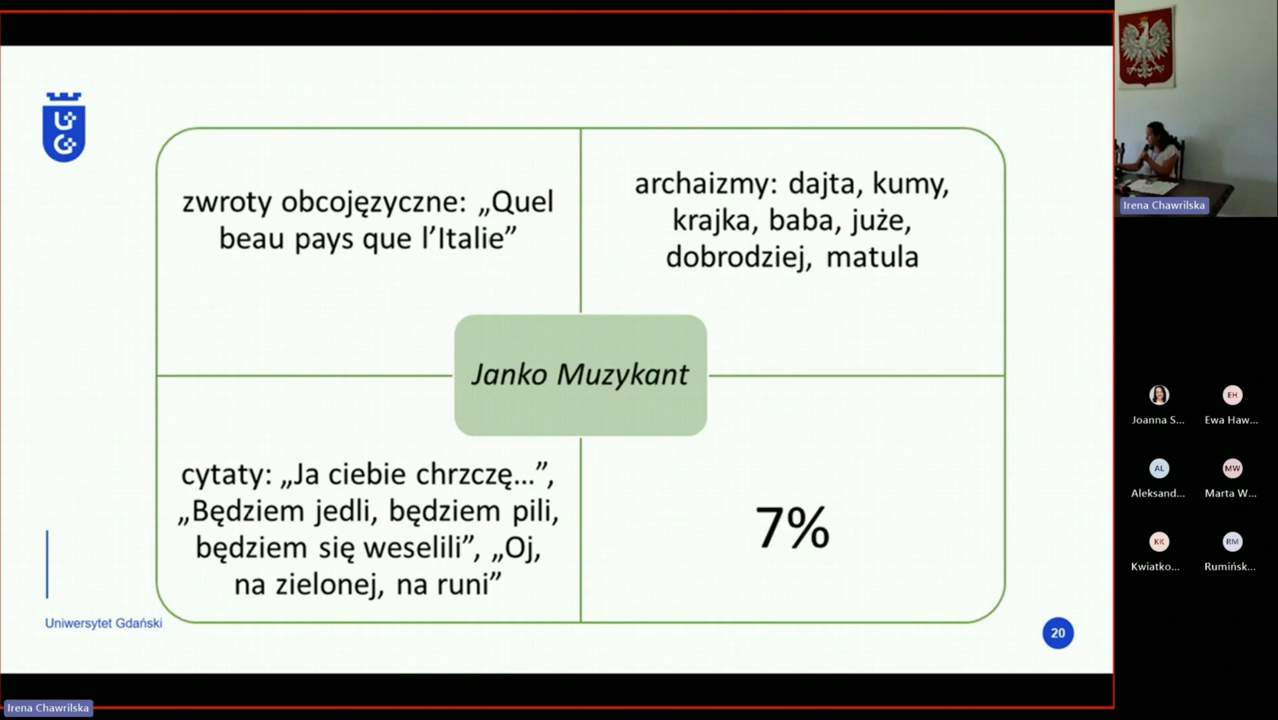 zwroty obcojęzyczne: „Quel
beau pays que l’Italie”
archaizmy: dajta, kumy,
krajka, baba, juże,
dobrodziej, matula
Janko Muzykant
cytaty: „Ja ciebie chrzczę...”,
„Będziem jedli, będziem pili,
będziem się weselili”, „Oj,
na zielonej, na runi”
7%
Uniwersytet Gdański
20
Irena Chawrilska
Irena Chawrilska
Joanna S...
EH
Ewa Haw...
AL
Aleksand...
MW
Marta W...
KK
Kwiatko...
RM
Rumińsk...